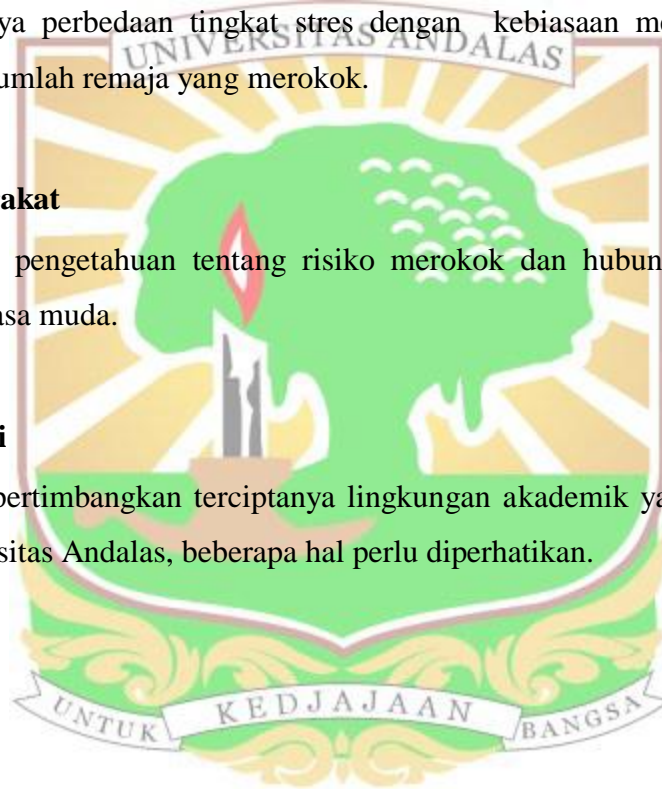 ya perbedaan tingkat stres dengan kebiasaan me
UNIVERSITAS ANDALAS
umlah remaja yang merokok.
akat
pengetahuan tentang risiko merokok dan hubun
asa muda.
i
pertimbangkan terciptanya lingkungan akademik ya
sitas Andalas, beberapa hal perlu diperhatikan.
UNTUK KEDJAJAAN BANGSA